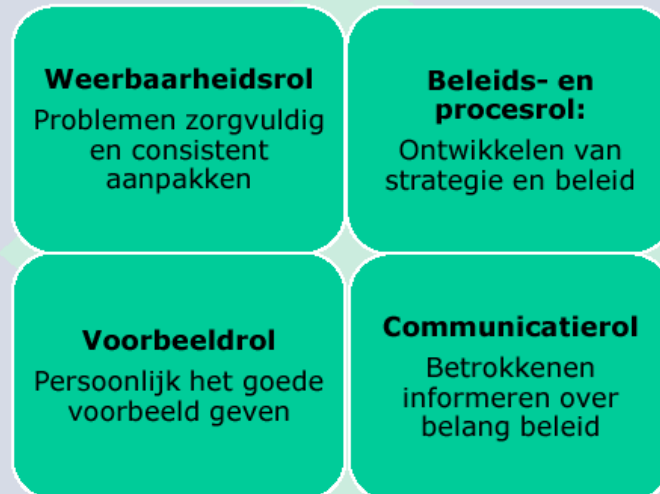 Weerbaarheidsrol
Problemen zorgvuldig
en consistent
aanpakken
Beleids- en
procesrol:
Ontwikkelen van
strategie en beleid
Voorbeeldrol
Persoonlijk het goede
voorbeeld geven
Communicatierol
Betrokkenen
informeren over
belang beleid